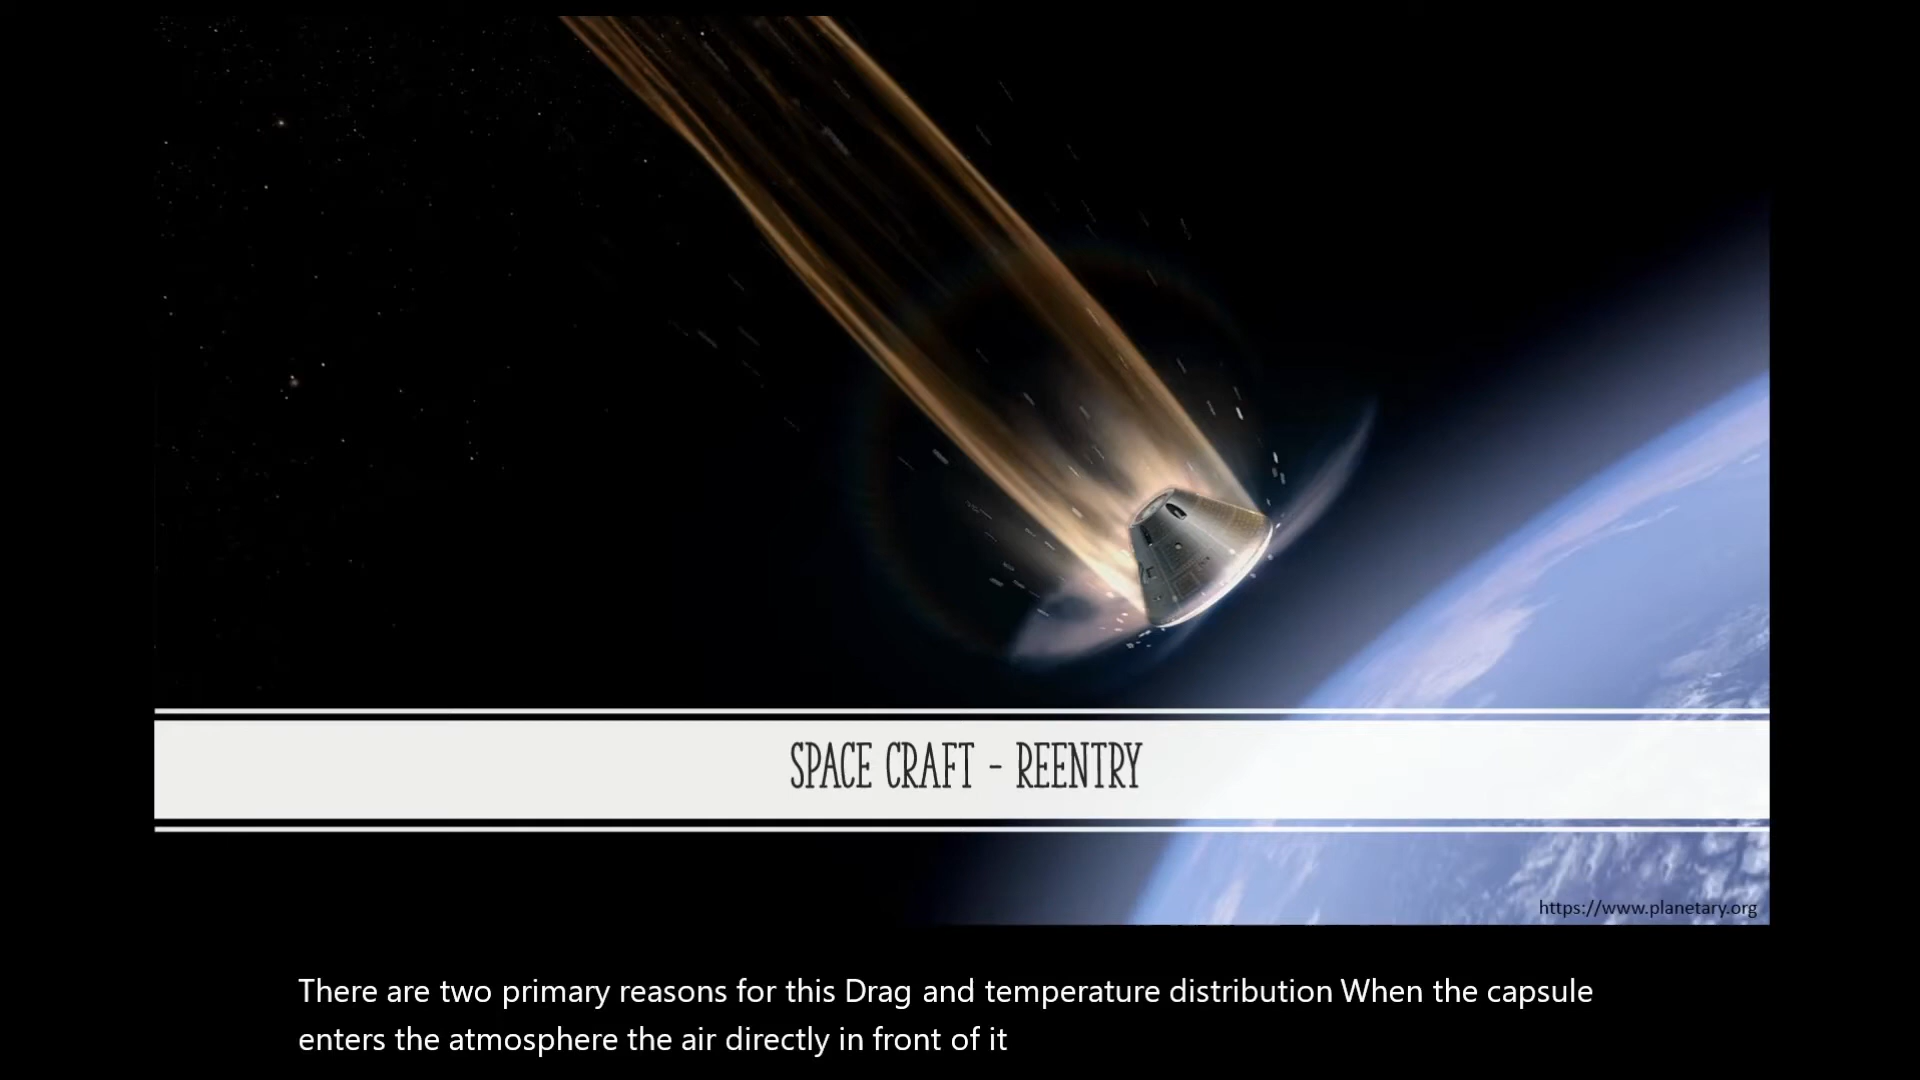 SPACE CRAFT - REENTRY
https://www.planetary.org
There are two primary reasons for this Drag and temperature distribution When the capsule
enters the atmosphere the air directly in front of it